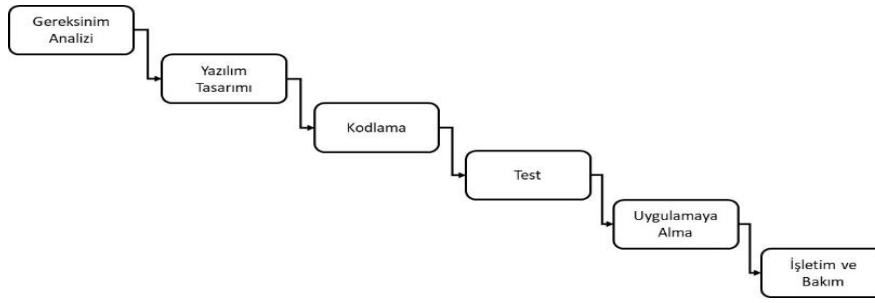 Gereksinim
Analizi
Yazılım
Tasarımı
Kodlama
Test
Uygulamaya
Alma
İşletim ve
Bakım